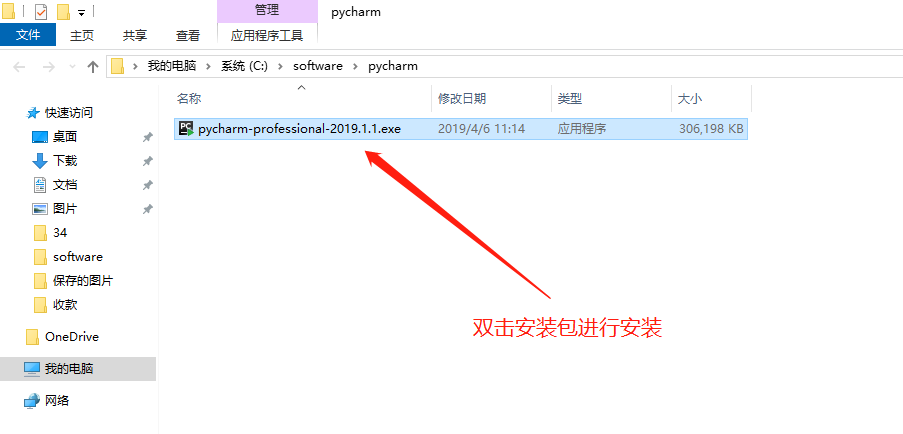 管理
pycharm
文件 主页 共享 查看 应用程序工具
我的电脑 系统 (C:) software pycharm
名称 修改日期 类型 大小
pycharm-professional-2019.1.1.exe 2019/4/6 11:14 应用程序 306,198 KB
快速访问
桌面
下载
文档
图片
34
software
保存的图片
收款
OneDrive
我的电脑
网络
双击安装包进行安装